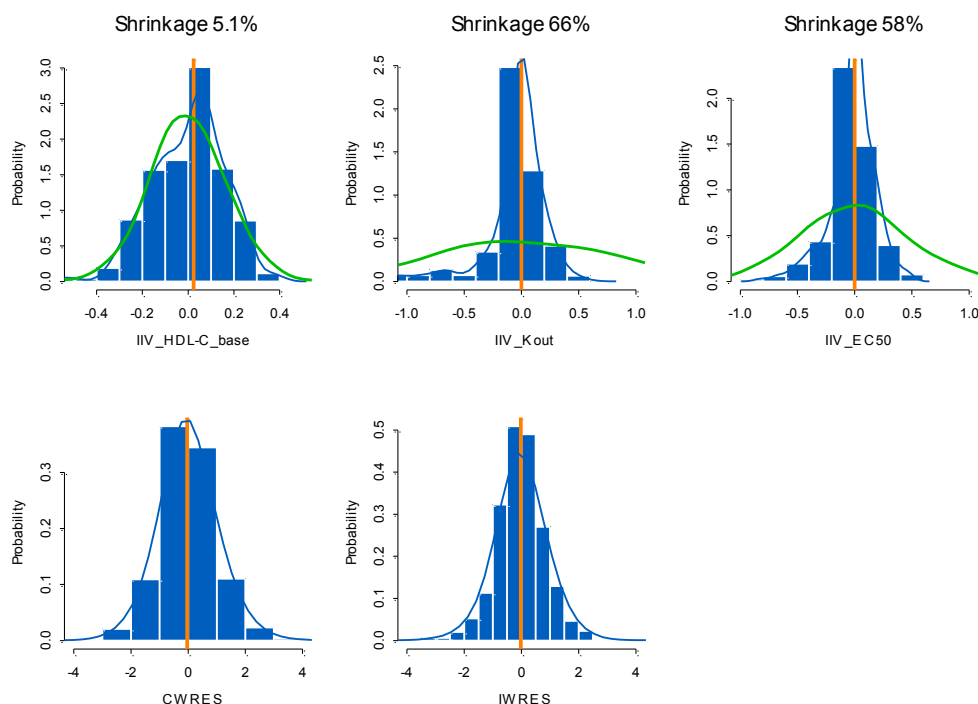 Shrinkage 5.1%
Shrinkage 66%
Shrinkage 58%
Probability
0.0 0.5 1.0 1.5 2.0 2.5 3.0
-0.4 -0.2 0.0 0.2 0.4
IIV_HDL-C_base
Probability
0.0 0.5 1.0 1.5 2.0 2.5
-1.0 -0.5 0.0 0.5 1.0
IIV_Kout
Probability
0.0 0.5 1.0 1.5 2.0
-1.0 -0.5 0.0 0.5 1.0
IIV_EC50
Probability
0.0 0.1 0.2 0.3
-4 -2 0 2 4
CWRES
Probability
0.0 0.1 0.2 0.3 0.4 0.5
-4 -2 0 2 4
IWRES